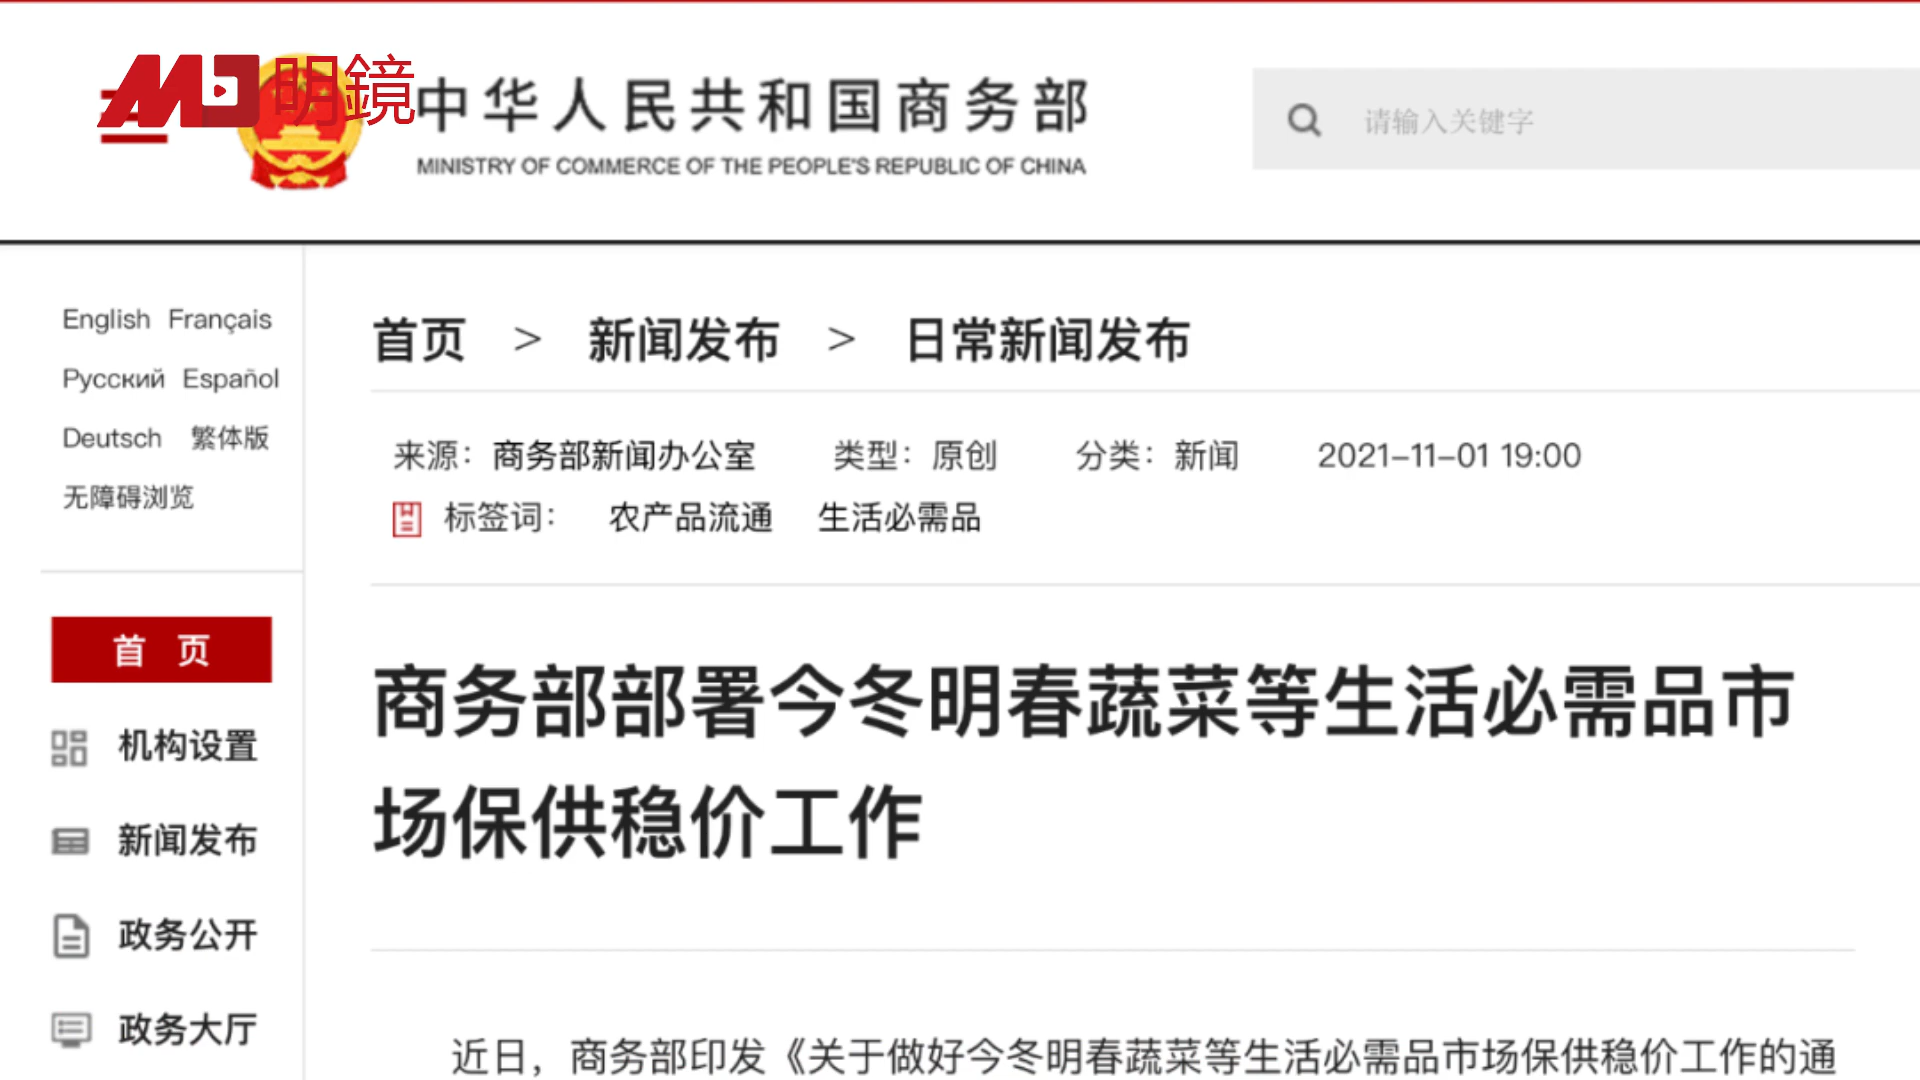 明鏡
中华人民共和国商务部
MINISTRY OF COMMERCE OF THE PEOPLE'S REPUBLIC OF CHINA
请输入关键字
English Français
Русский Español
Deutsch 繁体版
无障碍浏览
首页 > 新闻发布 > 日常新闻发布
来源：商务部新闻办公室 类型：原创 分类：新闻 2021-11-01 19:00
标签词： 农产品流通 生活必需品
首 页
机构设置
新闻发布
政务公开
政务大厅
商务部部署今冬明春蔬菜等生活必需品市
场保供稳价工作
近日，商务部印发《关于做好今冬明春蔬菜等生活必需品市场保供稳价工作的通